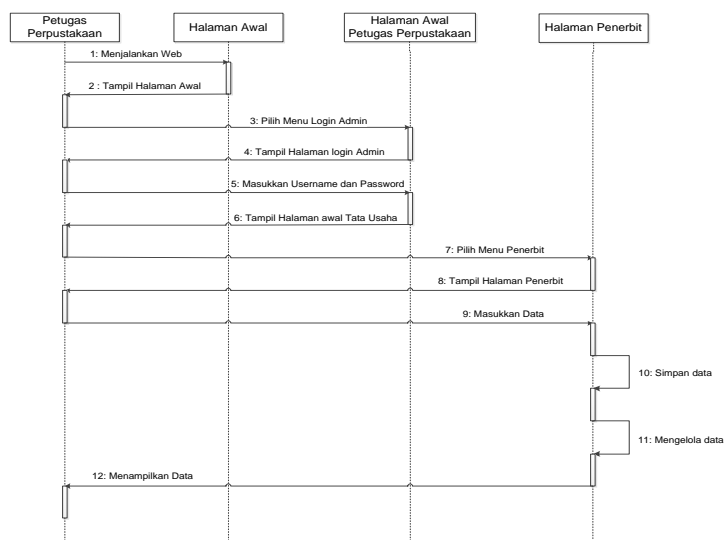 Petugas
Perpustakaan
Halaman Awal
Halaman Awal
Petugas Perpustakaan
Halaman Penerbit
1: Menjalankan Web
2 : Tampil Halaman Awal
3: Pilih Menu Login Admin
4: Tampil Halaman login Admin
5: Masukkan Username dan Password
6: Tampil Halaman awal Tata Usaha
7: Pilih Menu Penerbit
8: Tampil Halaman Penerbit
9: Masukkan Data
10: Simpan data
11: Mengelola data
12: Menampilkan Data